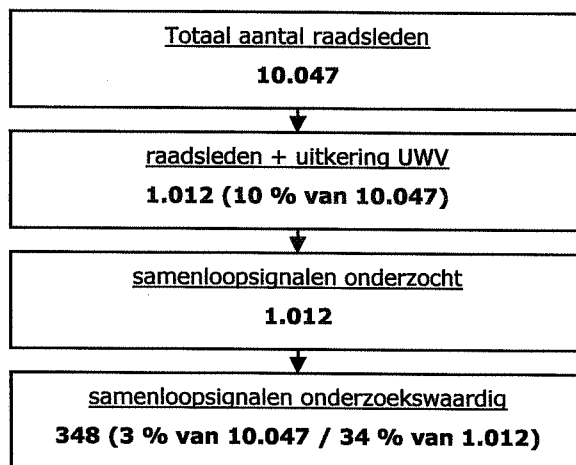 Totaal aantal raadsleden
10.047
raadsleden + uitkering UWV
1.012 (10 % van 10.047)
samenloopsignalen onderzocht
1.012
samenloopsignalen onderzoekswaardig
348 (3 % van 10.047 / 34 % van 1.012)